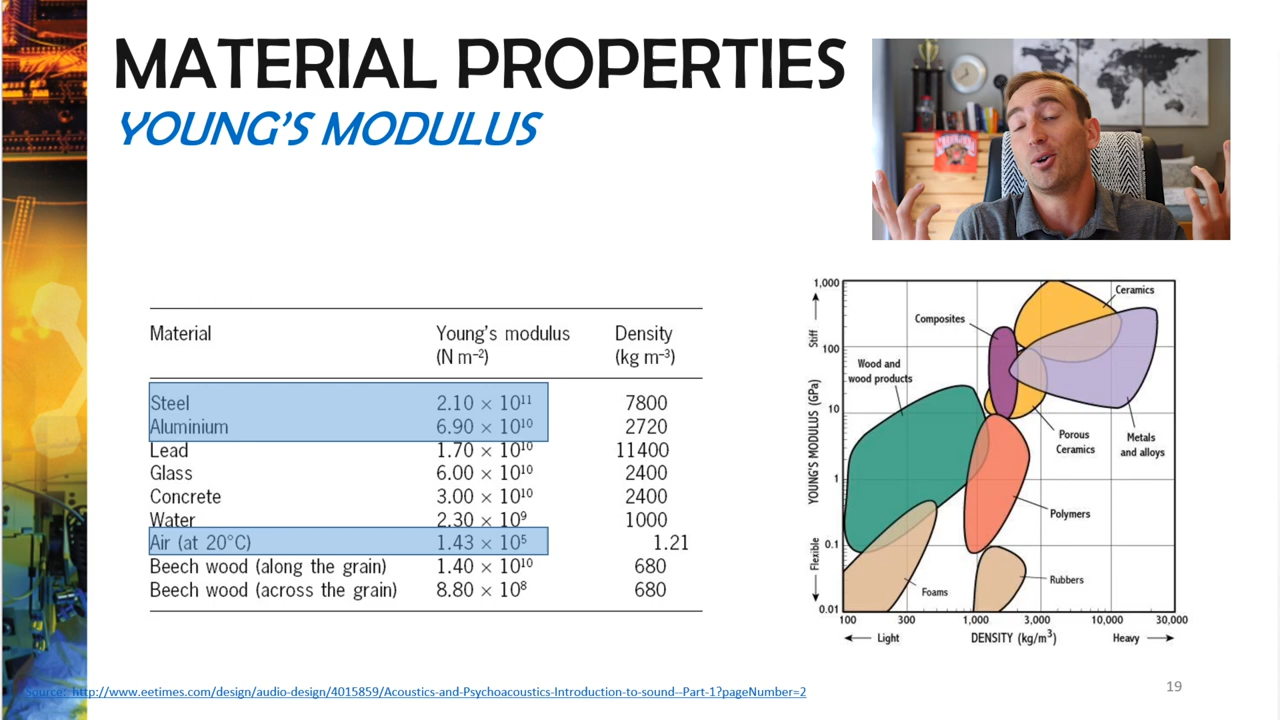 MATERIAL PROPERTIES
YOUNG'S MODULUS
Material Young's modulus Density
(N m⁻²) (kg m⁻³)
Steel 2.10 × 10¹¹ 7800
Aluminium 6.90 × 10¹⁰ 2720
Lead 1.70 × 10¹⁰ 11400
Glass 6.00 × 10¹⁰ 2400
Concrete 3.00 × 10¹⁰ 2400
Water 2.30 × 10⁹ 1000
Air (at 20°C) 1.43 × 10⁵ 1.21
Beech wood (along the grain) 1.40 × 10¹⁰ 680
Beech wood (across the grain) 8.80 × 10⁸ 680
1,000
100
10
1
0.1
0.01
Stiff
YOUNG'S MODULUS (GPa)
Flexible
Ceramics
Composites
Wood and
wood products
Porous
Ceramics
Metals
and alloys
Polymers
Rubbers
Foams
100 300 1,000 3,000 10,000 30,000
Light DENSITY (kg/m³) Heavy
Source: http://www.eetimes.com/design/audio-design/4015859/Acoustics-and-Psychoacoustics-Introduction-to-sound--Part-1?pageNumber=2
19